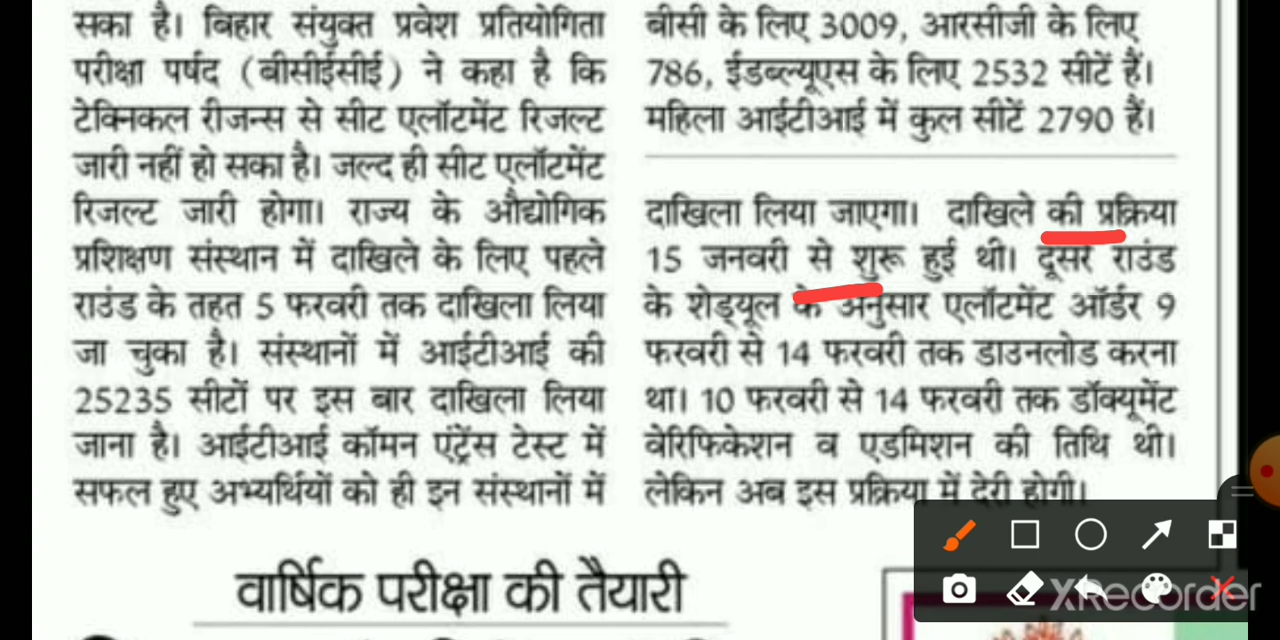 सका है। बिहार संयुक्त प्रवेश प्रतियोगिता
परीक्षा पर्षद (बीसीईसीई) ने कहा है कि
टेक्निकल रीजन्स से सीट एलॉटमेंट रिजल्ट
जारी नहीं हो सका है। जल्द ही सीट एलॉटमेंट
रिजल्ट जारी होगा। राज्य के औद्योगिक
प्रशिक्षण संस्थान में दाखिले के लिए पहले
राउंड के तहत 5 फरवरी तक दाखिला लिया
जा चुका है। संस्थानों में आईटीआई की
25235 सीटों पर इस बार दाखिला लिया
जाना है। आईटीआई कॉमन एंट्रेंस टेस्ट में
सफल हुए अभ्यर्थियों को ही इन संस्थानों में
बीसी के लिए 3009, आरसीजी के लिए
786, ईडब्ल्यूएस के लिए 2532 सीटें हैं।
महिला आईटीआई में कुल सीटें 2790 हैं।
दाखिला लिया जाएगा। दाखिले की प्रक्रिया
15 जनवरी से शुरू हुई थी। दूसरे राउंड
के शेड्यूल के अनुसार एलॉटमेंट ऑर्डर 9
फरवरी से 14 फरवरी तक डाउनलोड करना
था। 10 फरवरी से 14 फरवरी तक डॉक्यूमेंट
वेरिफिकेशन व एडमिशन की तिथि थी।
लेकिन अब इस प्रक्रिया में देरी होगी।
वार्षिक परीक्षा की तैयारी
XRecorder